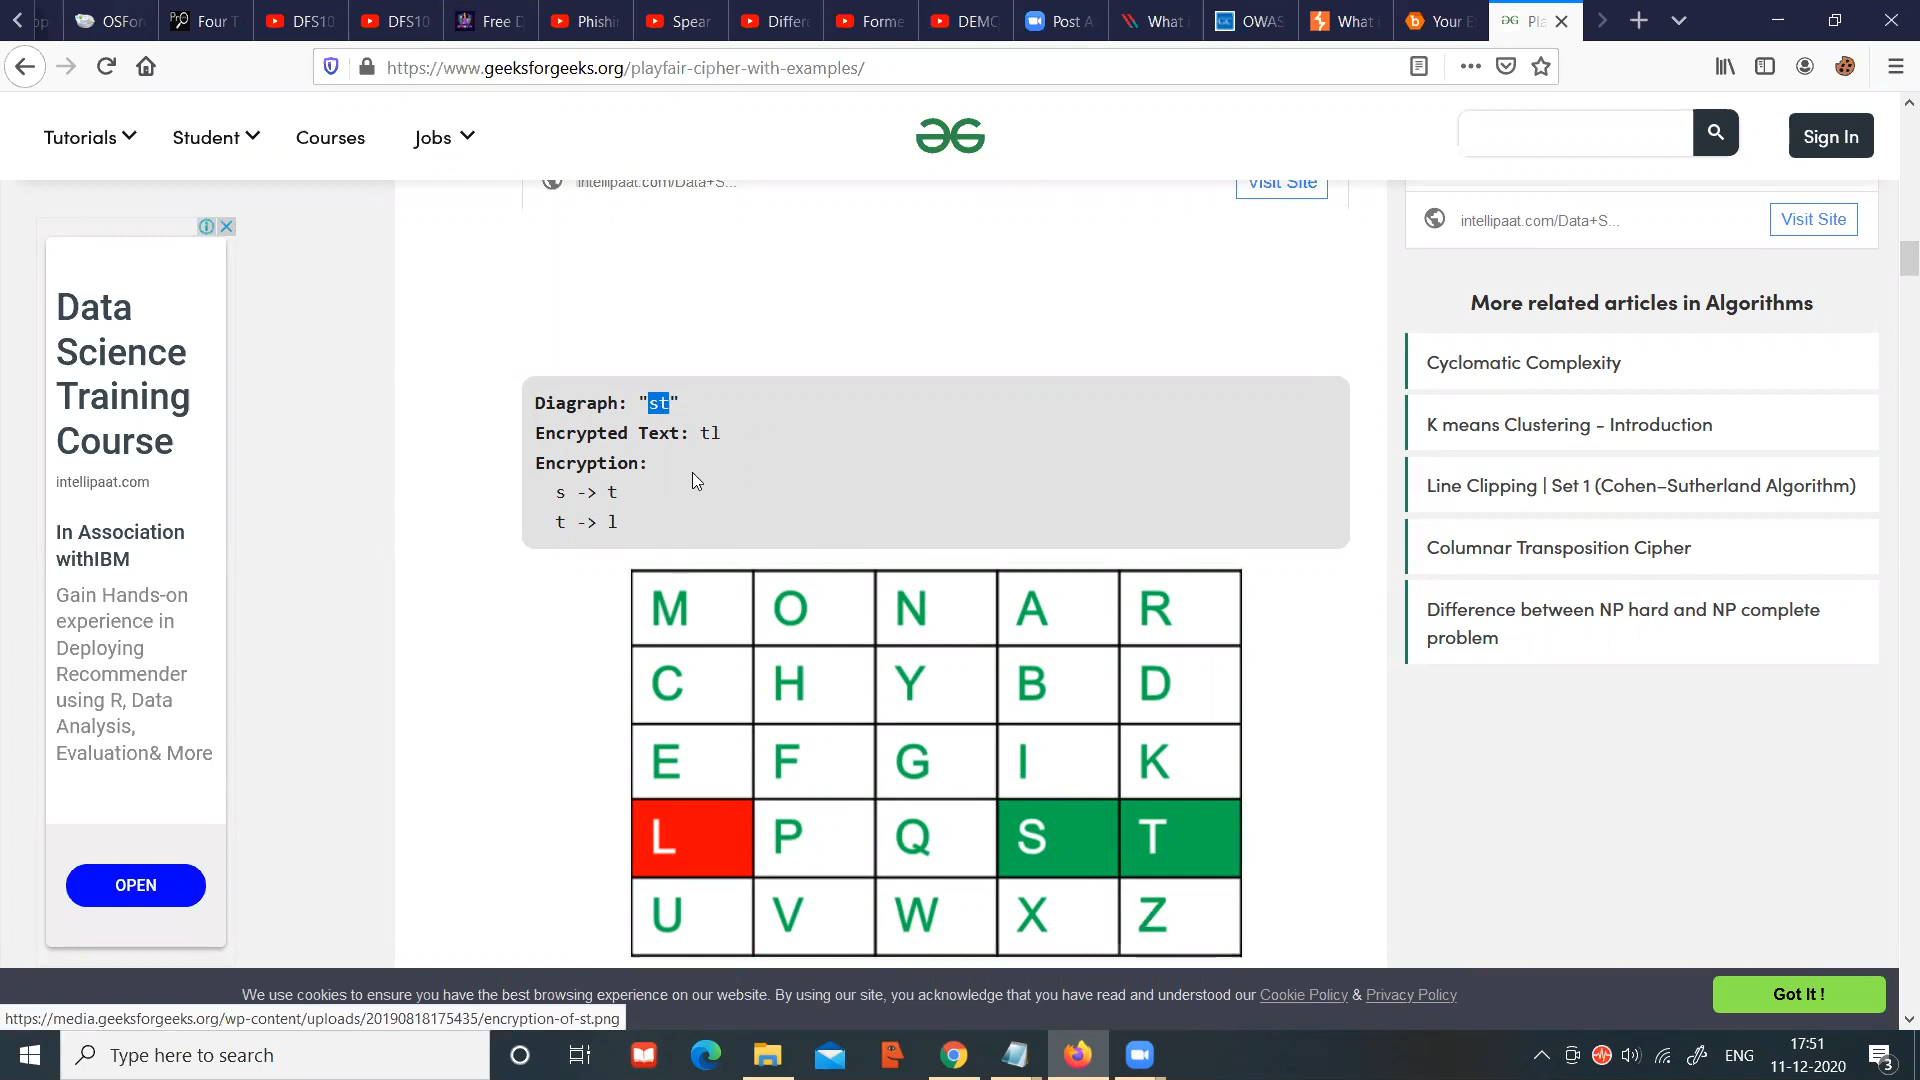 OSFor
Four T
DFS10
DFS10
Free D
Phishi
Spear
Differe
Forme
DEMO
Post A
What i
OWAS
What i
Your E
Pla
https://www.geeksforgeeks.org/playfair-cipher-with-examples/
Tutorials
Student
Courses
Jobs
Sign In
intellipaat.com/Data+S...
Visit Site
intellipaat.com/Data+S...
Visit Site
Data
Science
Training
Course
intellipaat.com
In Association
withIBM
Gain Hands-on
experience in
Deploying
Recommender
using R, Data
Analysis,
Evaluation& More
OPEN
Diagraph: "st"
Encrypted Text: tl
Encryption:
s -> t
t -> l
M O N A R
C H Y B D
E F G I K
L P Q S T
U V W X Z
More related articles in Algorithms
Cyclomatic Complexity
K means Clustering - Introduction
Line Clipping | Set 1 (Cohen–Sutherland Algorithm)
Columnar Transposition Cipher
Difference between NP hard and NP complete
problem
We use cookies to ensure you have the best browsing experience on our website. By using our site, you acknowledge that you have read and understood our Cookie Policy & Privacy Policy
Got It !
https://media.geeksforgeeks.org/wp-content/uploads/20190818175435/encryption-of-st.png
Type here to search
ENG
17:51
11-12-2020
3